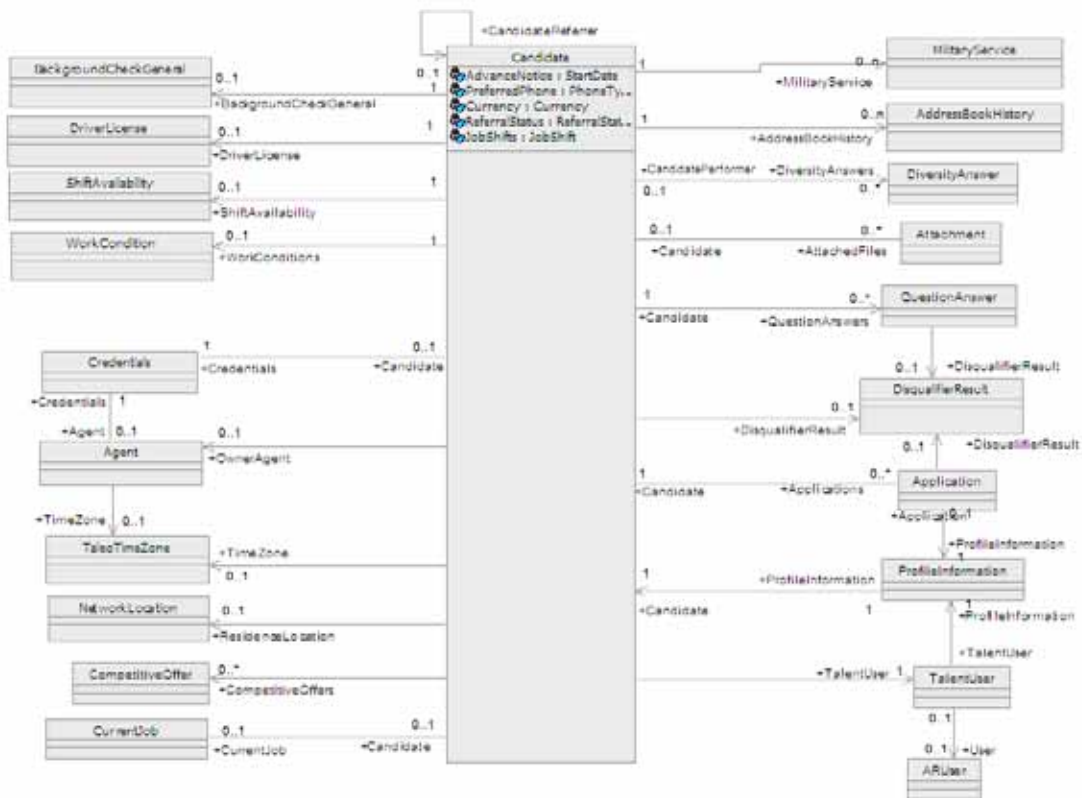 +CandidateReferrer
Candidate
AdvanceNotice : StartDate
PreferredPhone : PhoneTy...
Currency : Currency
ReferralStatus : ReferralStat...
JobShifts : JobShift
0..1
BackgroundCheckGeneral
0..1
1
+BackgroundCheckGeneral
DriverLicense
0..1
1
+DriverLicense
ShiftAvailability
0..1
1
+ShiftAvailability
WorkCondition
0..1
1
+WorkConditions
Credentials
1
0..1
+Credentials
+Candidate
+Credentials
1
+Agent
0..1
Agent
0..1
+OwnerAgent
+TimeZone
0..1
TaleoTimeZone
+TimeZone
0..1
NetworkLocation
0..1
+ResidenceLocation
CompetitiveOffer
0..*
+CompetitiveOffers
CurrentJob
0..1
0..1
+CurrentJob
+Candidate
MilitaryService
1
0..n
+MilitaryService
AddressBookHistory
1
0..n
+AddressBookHistory
+CandidatePerformer
+DiversityAnswers
DiversityAnswer
0..1
0..*
0..1
0..*
Attachment
+Candidate
+AttachedFiles
1
0..*
QuestionAnswer
+Candidate
+QuestionAnswers
0..1
+DisqualifierResult
DisqualifierResult
0..1
+DisqualifierResult
0..1
+DisqualifierResult
1
0..*
Application
+Candidate
+Applications
+Application
0..1
+ProfileInformation
1
1
+ProfileInformation
ProfileInformation
+Candidate
1
1
+ProfileInformation
+TalentUser
+TalentUser
1
TalentUser
0..1
0..1
+User
ARUser